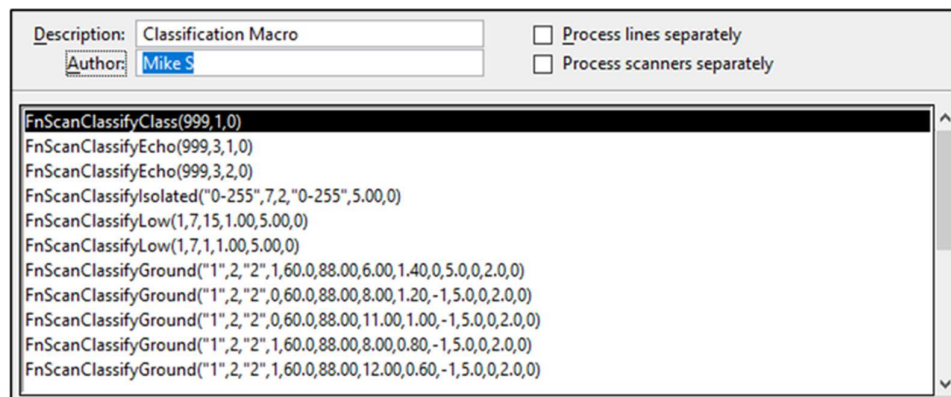 Description: Classification Macro
Process lines separately
Author: Mike S
Process scanners separately
FnScanClassifyClass(999,1,0)
FnScanClassifyEcho(999,3,1,0)
FnScanClassifyEcho(999,3,2,0)
FnScanClassifyIsolated("0-255",7,2,"0-255",5.00,0)
FnScanClassifyLow(1,7,15,1.00,5.00,0)
FnScanClassifyLow(1,7,1,1.00,5.00,0)
FnScanClassifyGround("1",2,"2",1,60.0,88.00,6.00,1.40,0,5.0,0,2.0,0)
FnScanClassifyGround("1",2,"2",0,60.0,88.00,8.00,1.20,-1,5.0,0,2.0,0)
FnScanClassifyGround("1",2,"2",0,60.0,88.00,11.00,1.00,-1,5.0,0,2.0,0)
FnScanClassifyGround("1",2,"2",0,60.0,88.00,8.00,0.80,-1,5.0,0,2.0,0)
FnScanClassifyGround("1",2,"2",1,60.0,88.00,12.00,0.60,-1,5.0,0,2.0,0)